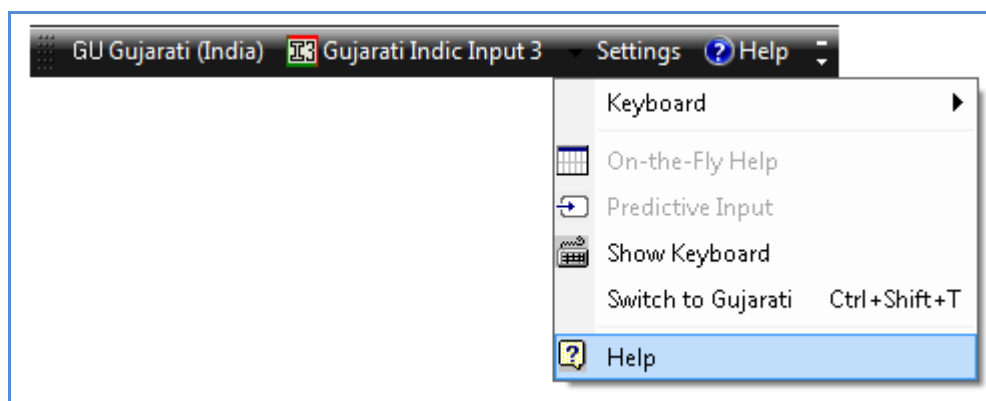 GU Gujarati (India) Gujarati Indic Input 3 Settings Help
Keyboard
On-the-Fly Help
Predictive Input
Show Keyboard
Switch to Gujarati Ctrl+Shift+T
Help